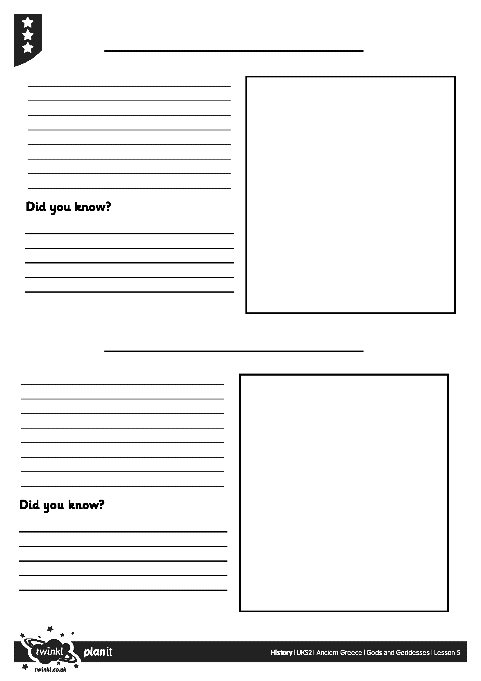 Did you know?
Did you know?
twinkl planit
History | UKS2 | Ancient Greece | Gods and Goddesses | Lesson 5
twinkl.co.uk